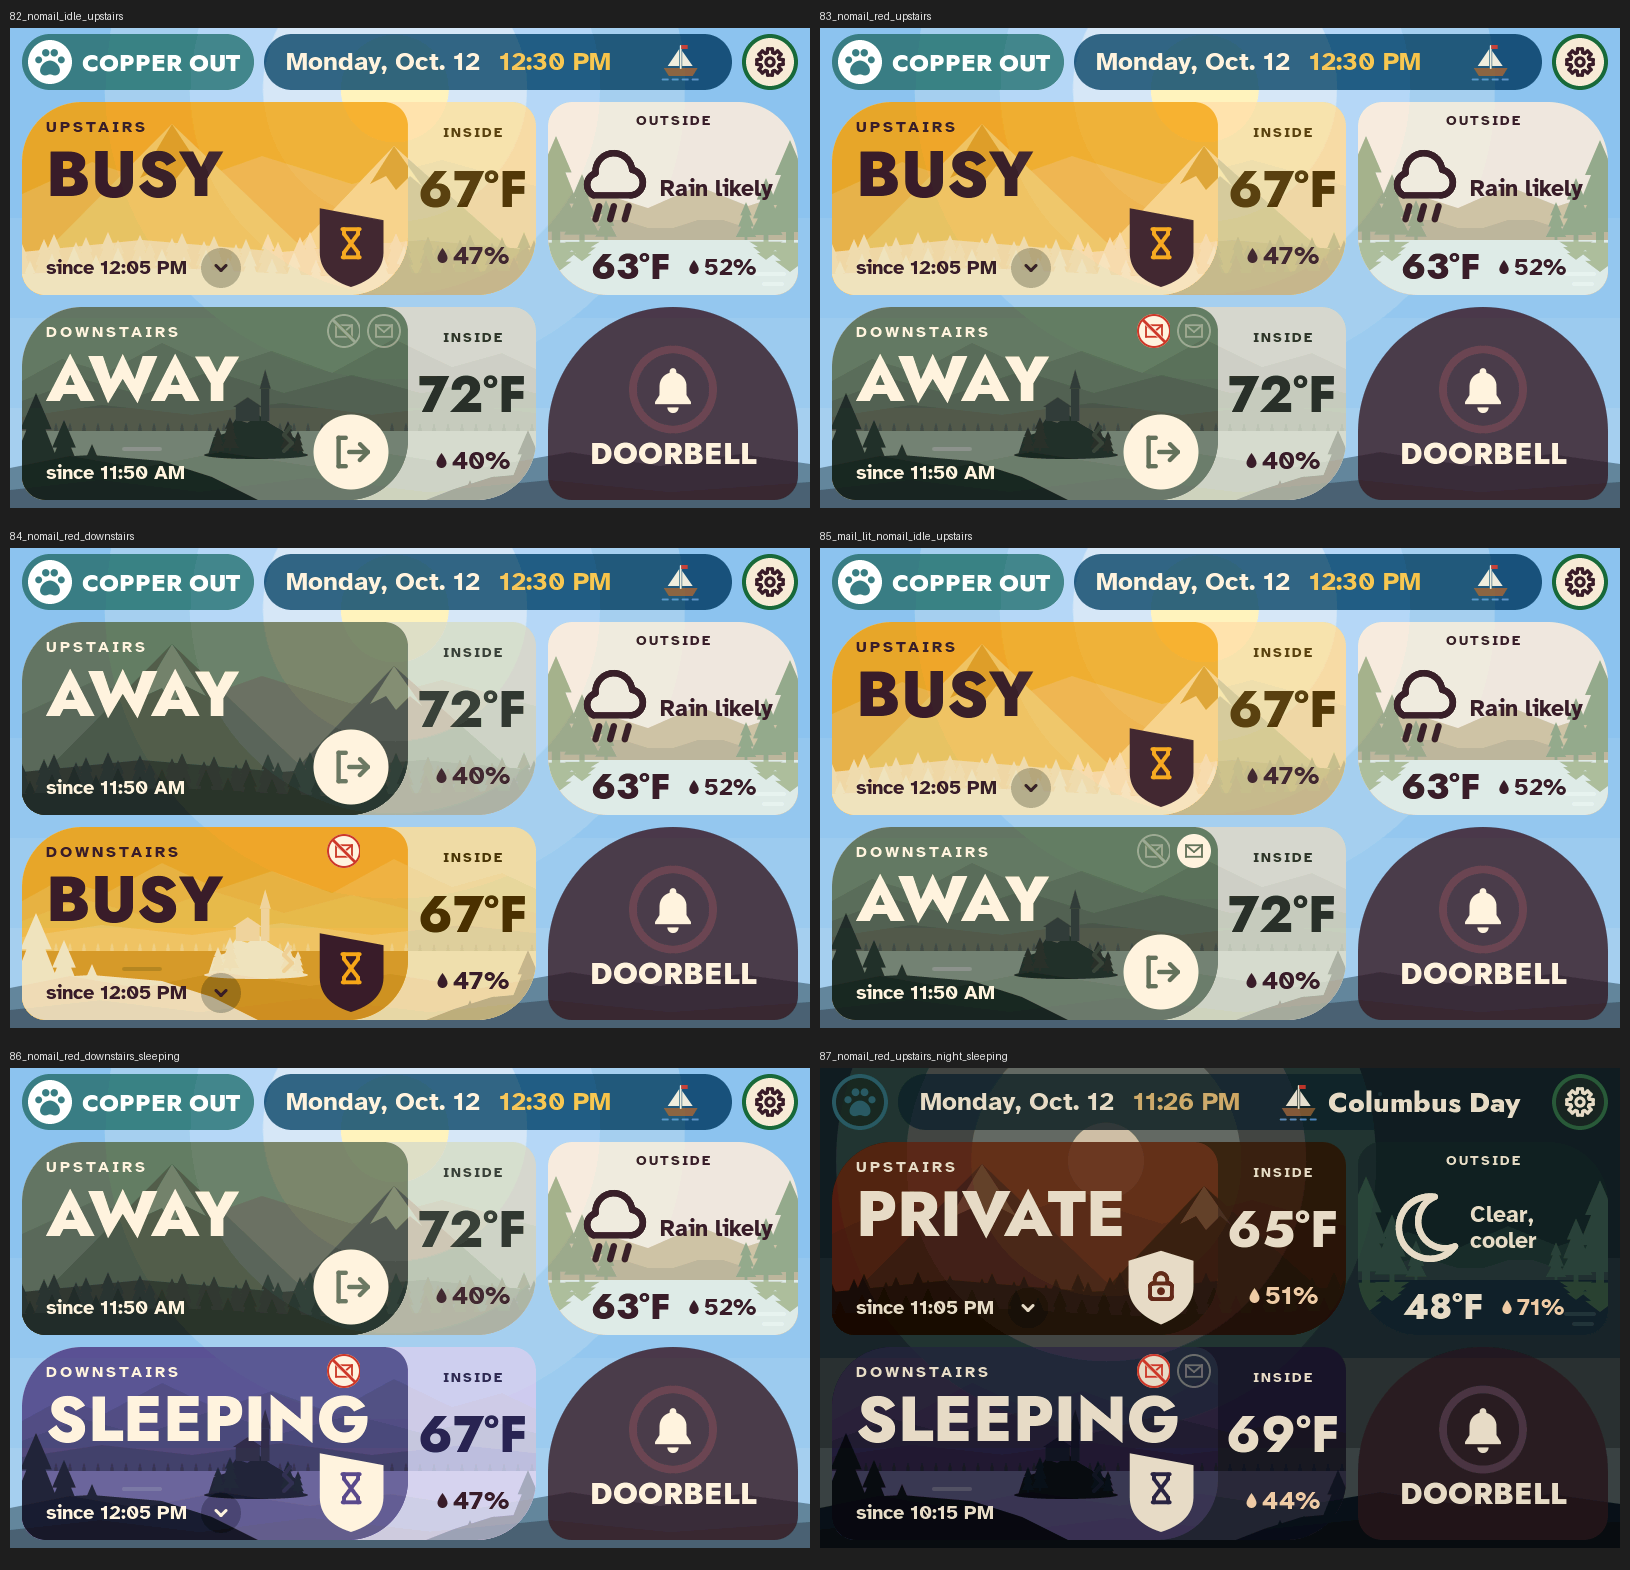 82_nomail_idle_upstairs
COPPER OUT
Monday, Oct. 12 12:30 PM
UPSTAIRS
BUSY
since 12:05 PM
INSIDE
67°F
47%
OUTSIDE
Rain likely
63°F 52%
DOWNSTAIRS
AWAY
since 11:50 AM
INSIDE
72°F
40%
DOORBELL
83_nomail_red_upstairs
COPPER OUT
Monday, Oct. 12 12:30 PM
UPSTAIRS
BUSY
since 12:05 PM
INSIDE
67°F
47%
OUTSIDE
Rain likely
63°F 52%
DOWNSTAIRS
AWAY
since 11:50 AM
INSIDE
72°F
40%
DOORBELL
84_nomail_red_downstairs
COPPER OUT
Monday, Oct. 12 12:30 PM
UPSTAIRS
AWAY
since 11:50 AM
INSIDE
72°F
40%
OUTSIDE
Rain likely
63°F 52%
DOWNSTAIRS
BUSY
since 12:05 PM
INSIDE
67°F
47%
DOORBELL
85_mail_lit_nomail_idle_upstairs
COPPER OUT
Monday, Oct. 12 12:30 PM
UPSTAIRS
BUSY
since 12:05 PM
INSIDE
67°F
47%
OUTSIDE
Rain likely
63°F 52%
DOWNSTAIRS
AWAY
since 11:50 AM
INSIDE
72°F
40%
DOORBELL
86_nomail_red_downstairs_sleeping
COPPER OUT
Monday, Oct. 12 12:30 PM
UPSTAIRS
AWAY
since 11:50 AM
INSIDE
72°F
40%
OUTSIDE
Rain likely
63°F 52%
DOWNSTAIRS
SLEEPING
since 12:05 PM
INSIDE
67°F
47%
DOORBELL
87_nomail_red_upstairs_night_sleeping
Monday, Oct. 12 11:26 PM Columbus Day
UPSTAIRS
PRIVATE
since 11:05 PM
INSIDE
65°F
51%
OUTSIDE
Clear,
cooler
48°F 71%
DOWNSTAIRS
SLEEPING
since 10:15 PM
INSIDE
69°F
44%
DOORBELL